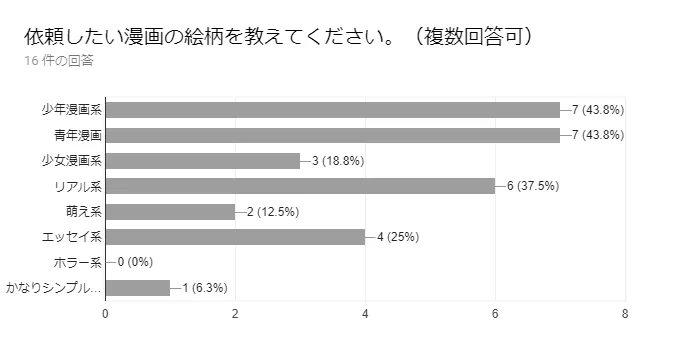 依頼したい漫画の絵柄を教えてください。（複数回答可）
16 件の回答
少年漫画系
7 (43.8%)
青年漫画
7 (43.8%)
少女漫画系
3 (18.8%)
リアル系
6 (37.5%)
萌え系
2 (12.5%)
エッセイ系
4 (25%)
ホラー系
0 (0%)
かなりシンプル…
1 (6.3%)
0 2 4 6 8